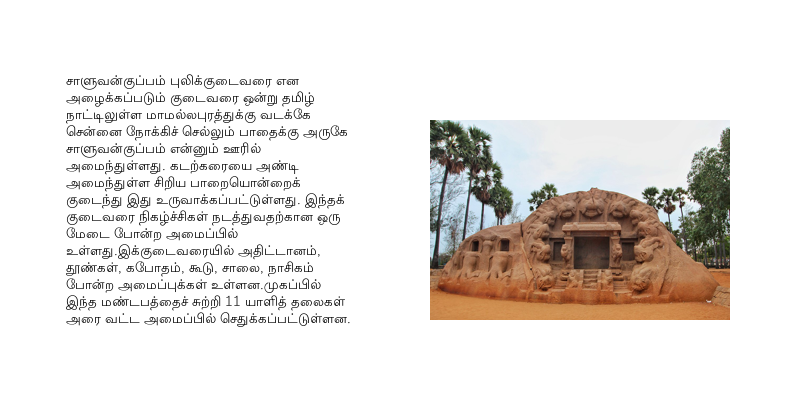 சாளுவன்குப்பம் புலிக்குடைவரை என
அழைக்கப்படும் குடைவரை ஒன்று தமிழ்
நாட்டிலுள்ள மாமல்லபுரத்துக்கு வடக்கே
சென்னை நோக்கிச் செல்லும் பாதைக்கு அருகே
சாளுவன்குப்பம் என்னும் ஊரில்
அமைந்துள்ளது. கடற்கரையை அண்டி
அமைந்துள்ள சிறிய பாறையொன்றைக்
குடைந்து இது உருவாக்கப்பட்டுள்ளது. இந்தக்
குடைவரை நிகழ்ச்சிகள் நடத்துவதற்கான ஒரு
மேடை போன்ற அமைப்பில்
உள்ளது.இக்குடைவரையில் அதிட்டானம்,
தூண்கள், கபோதம், கூடு, சாலை, நாசிகம்
போன்ற அமைப்புக்கள் உள்ளன.முகப்பில்
இந்த மண்டபத்தைச் சுற்றி 11 யாளித் தலைகள்
அரை வட்ட அமைப்பில் செதுக்கப்பட்டுள்ளன.